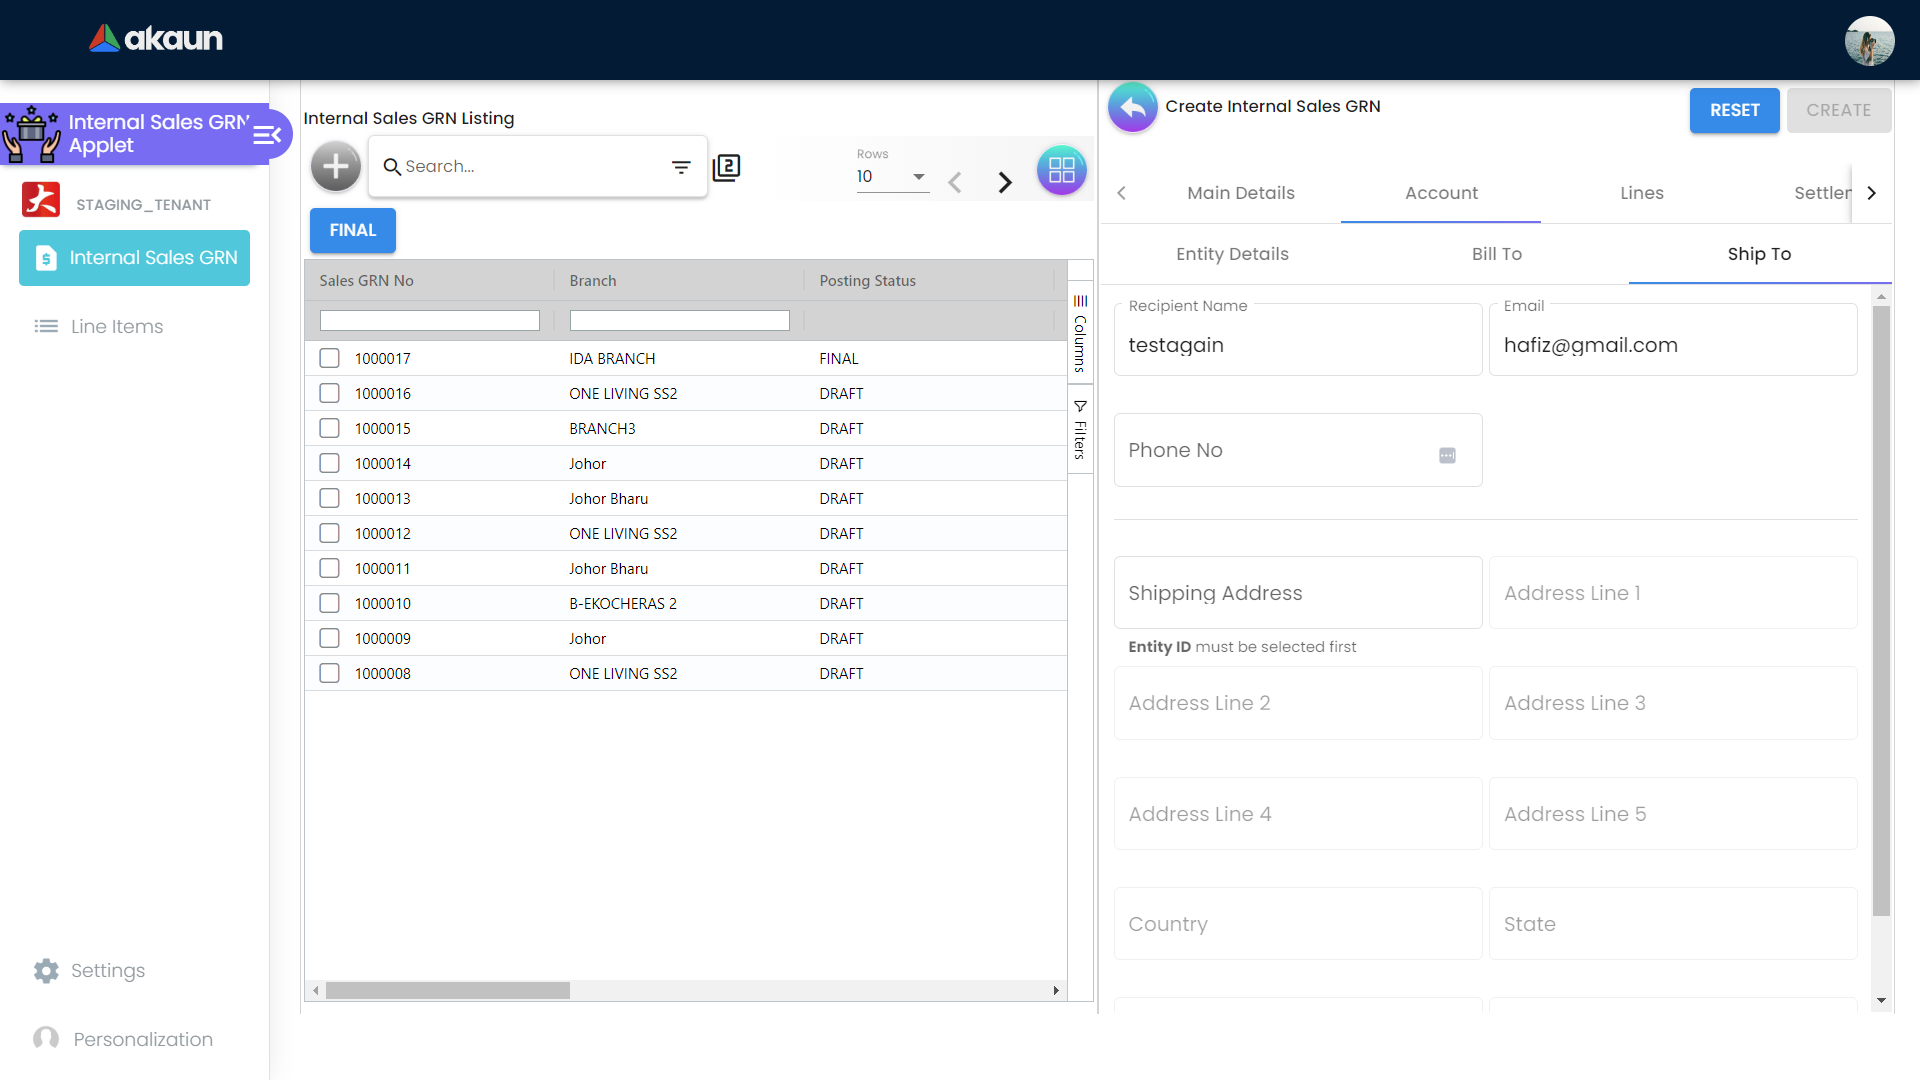 akaun
Internal Sales GRN
Applet
STAGING_TENANT
Internal Sales GRN
Line Items
Settings
Personalization
Internal Sales GRN Listing
Search...
2
Rows
10
FINAL
Sales GRN No Branch Posting Status
1000017 IDA BRANCH FINAL
1000016 ONE LIVING SS2 DRAFT
1000015 BRANCH3 DRAFT
1000014 Johor DRAFT
1000013 Johor Bharu DRAFT
1000012 ONE LIVING SS2 DRAFT
1000011 Johor Bharu DRAFT
1000010 B-EKOCHERAS 2 DRAFT
1000009 Johor DRAFT
1000008 ONE LIVING SS2 DRAFT
Columns
Filters
Create Internal Sales GRN
RESET CREATE
Main Details Account Lines Settlen
Entity Details Bill To Ship To
Recipient Name Email
testagain hafiz@gmail.com
Phone No
Shipping Address Address Line 1
Entity ID must be selected first
Address Line 2 Address Line 3
Address Line 4 Address Line 5
Country State